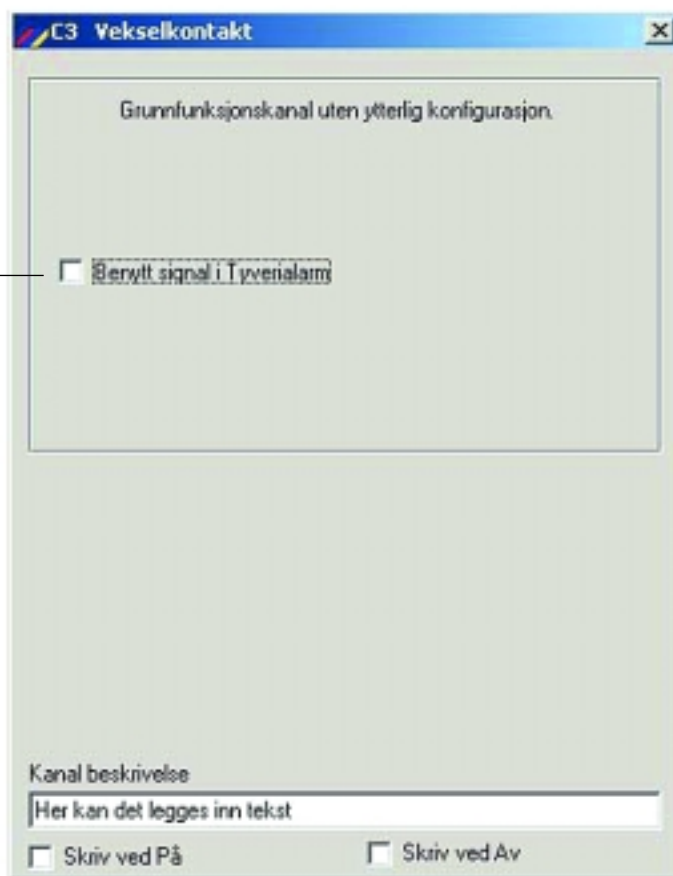 C3 Vekselkontakt
Grunnfunksjonskanal uten ytterlig konfigurasjon.
Benytt signal i Tyverialarm
Kanal beskrivelse
Her kan det legges inn tekst
Skriv ved På
Skriv ved Av